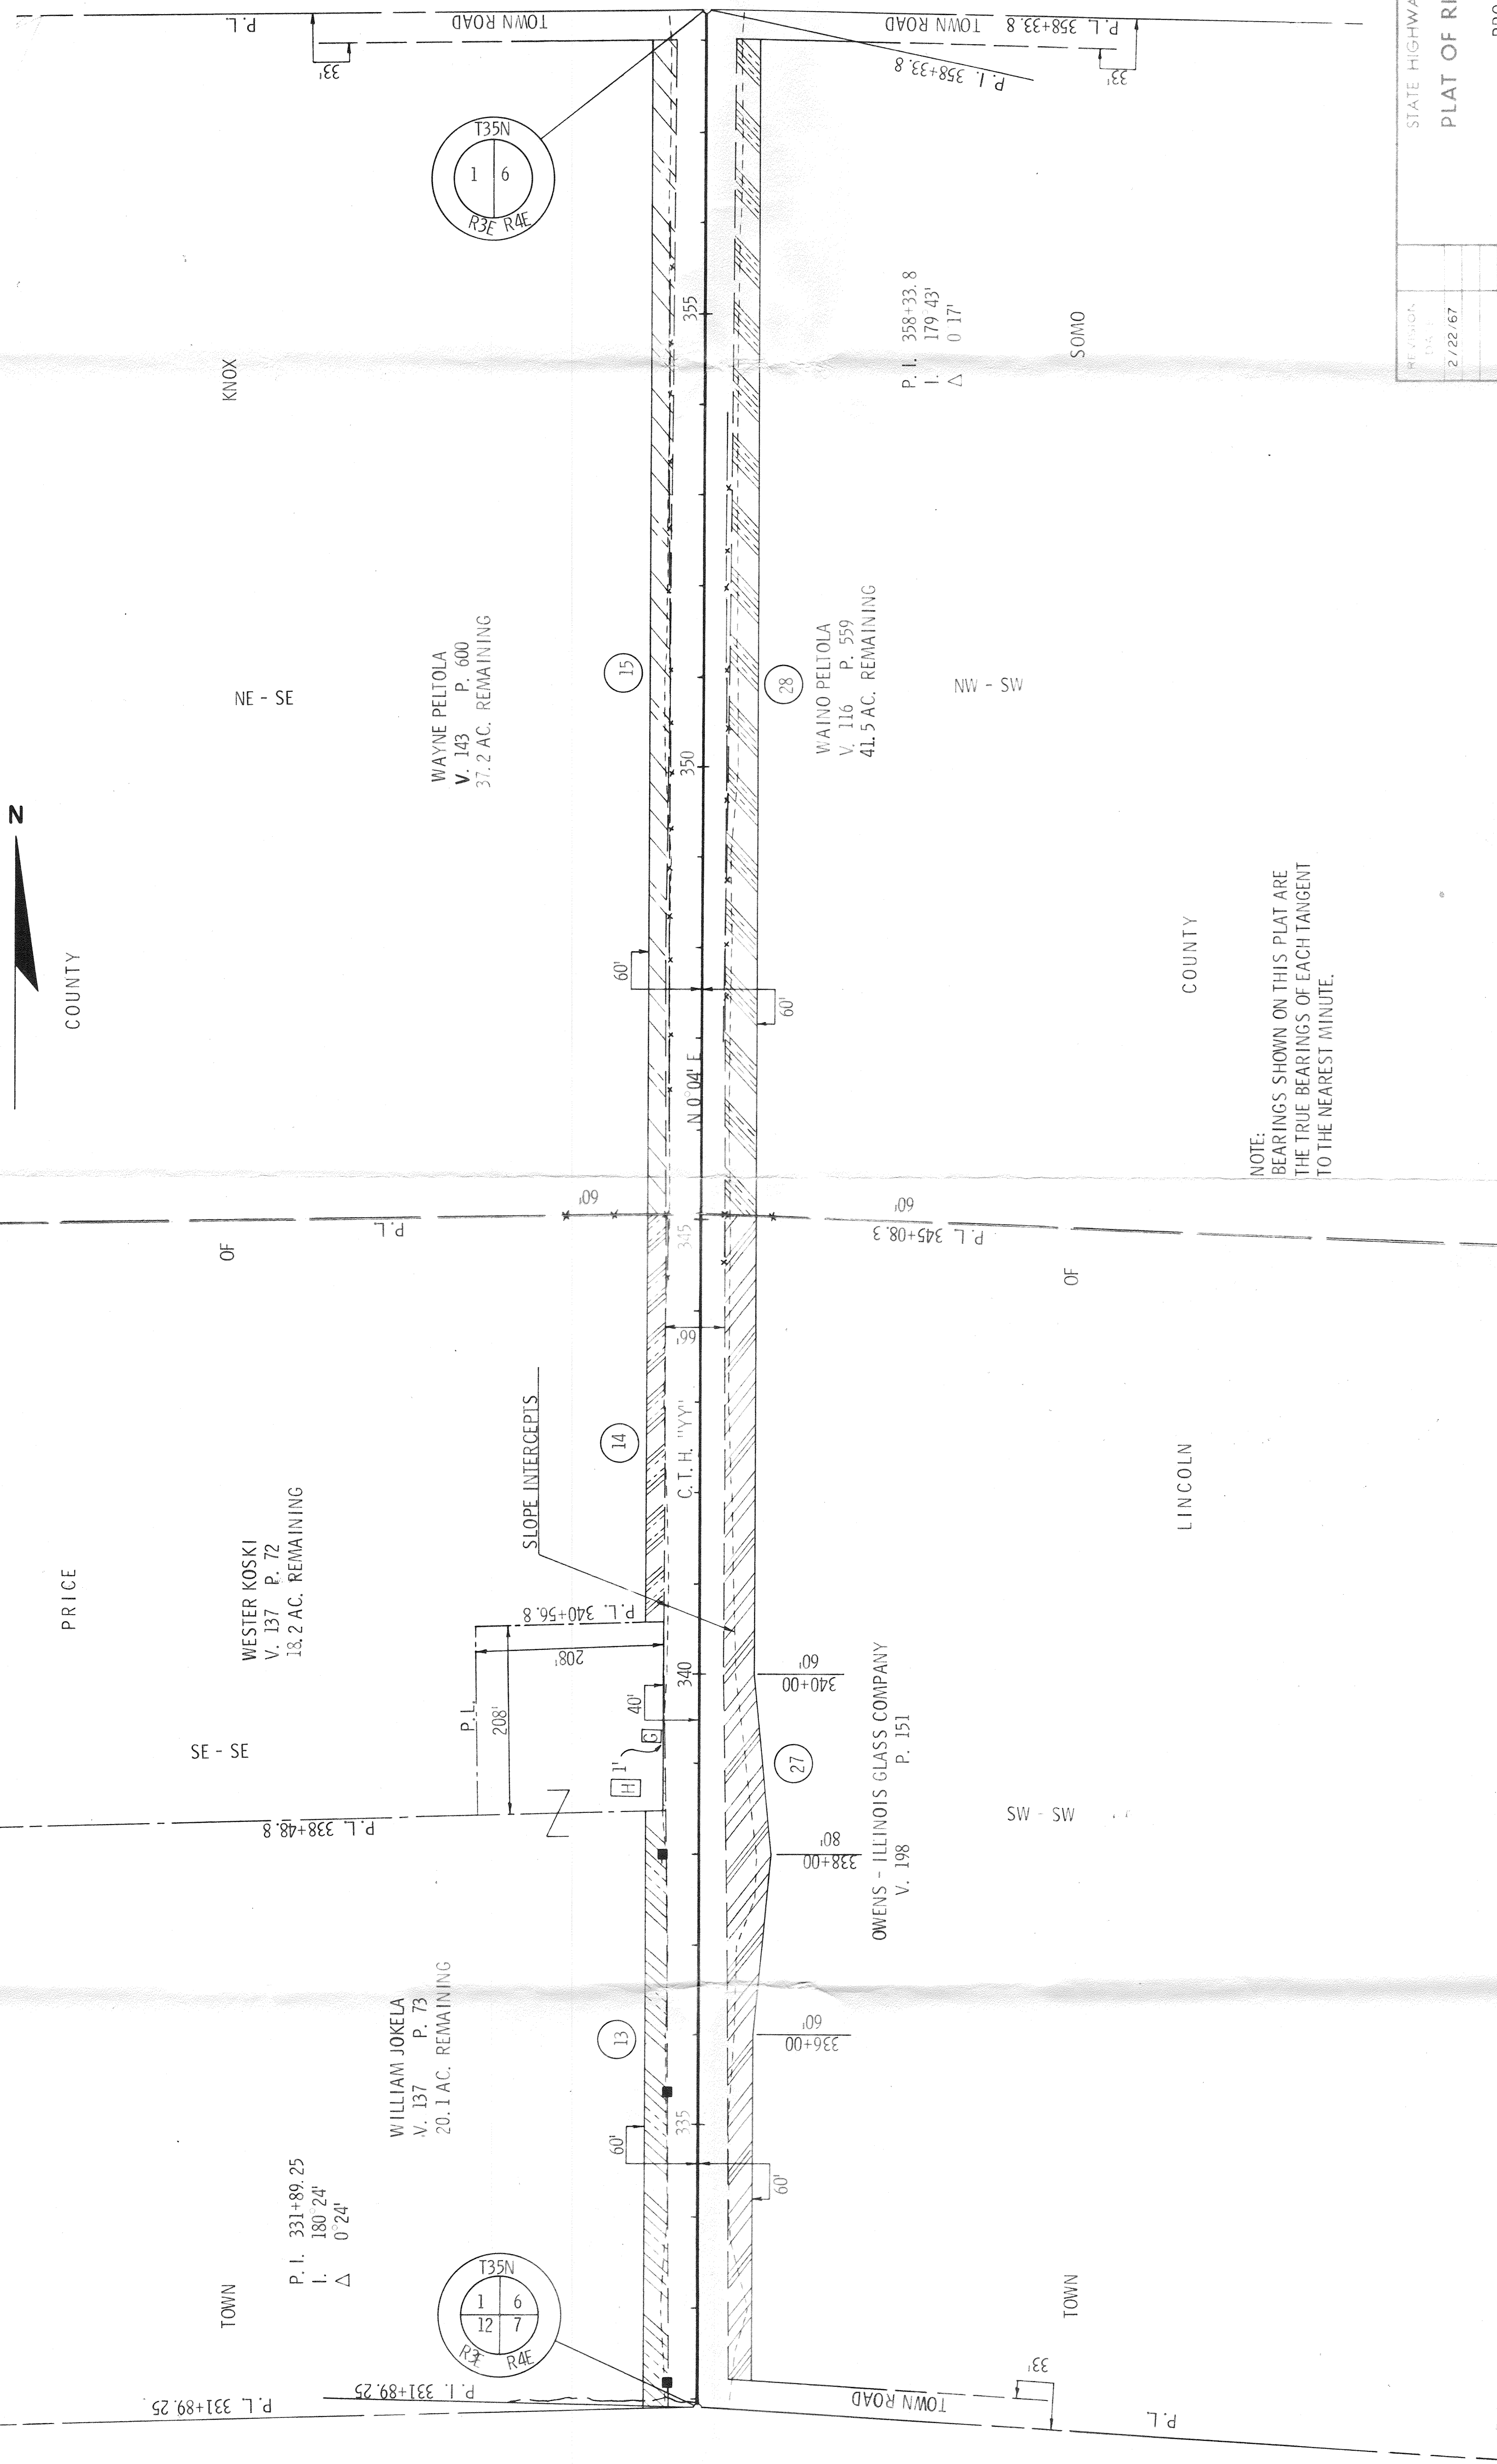 P.L.
TOWN ROAD
33'
TOWN ROAD
P.L. 358+33.8
33'
P.I. 358+33.8
T35N
1 6
R3E R4E
STATE HIGHWA
PLAT OF RI
REVISION
DATE
2/22/67
KNOX
355
P.I. 358+33.8
I. 179°43'
△ 0°17'
SOMO
NE - SE
WAYNE PELTOLA
V. 143 P. 600
37.2 AC. REMAINING
15
28
350
WAINO PELTOLA
V. 116 P. 559
41.5 AC. REMAINING
NW - SW
N
COUNTY
60'
60'
N 0°04' E
COUNTY
NOTE:
BEARINGS SHOWN ON THIS PLAT ARE
THE TRUE BEARINGS OF EACH TANGENT
TO THE NEAREST MINUTE.
P.L.
60'
345
60'
P.L. 345+08.3
OF
OF
66'
C.T.H. "YY"
14
SLOPE INTERCEPTS
LINCOLN
PRICE
WESTER KOSKI
V. 137 P. 72
18.2 AC. REMAINING
P.L. 340+56.8
208'
P.L.
208'
340
40'
G
H 1'
60'
340+00
SE - SE
P.L. 338+48.8
27
80'
338+00
OWENS - ILLINOIS GLASS COMPANY
V. 198 P. 151
SW - SW
WILLIAM JOKELA
V. 137 P. 73
20.1 AC. REMAINING
13
60'
336+00
335
60'
60'
P.I. 331+89.25
I. 180°24'
△ 0°24'
TOWN
T35N
1 6
12 7
R3E R4E
TOWN
P.L. 331+89.25
P.I. 331+89.25
TOWN ROAD
33'
P.L.